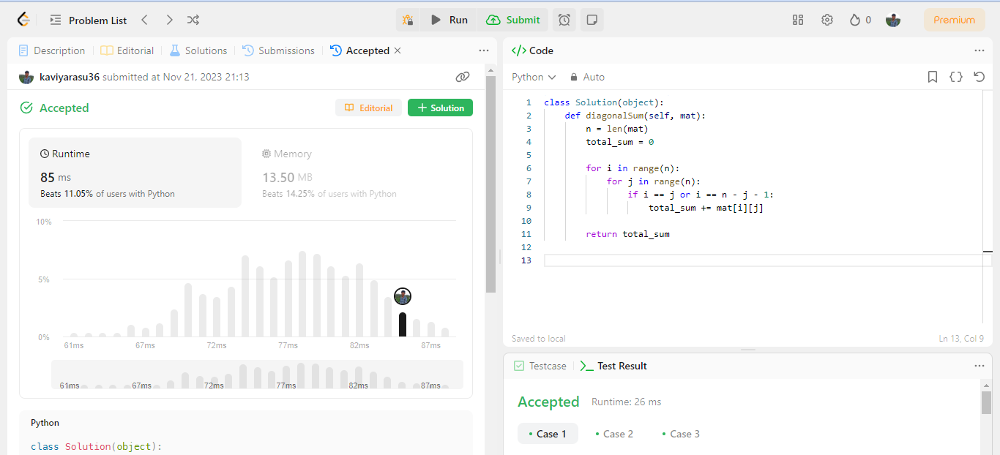 Problem List
Run
Submit
0
Premium
Description
Editorial
Solutions
Submissions
Accepted
kaviyarasu36 submitted at Nov 21, 2023 21:13
Accepted
Editorial
Solution
Runtime
85 ms
Beats 11.05% of users with Python
Memory
13.50 MB
Beats 14.25% of users with Python
10%
5%
0%
61ms 67ms 72ms 77ms 82ms 87ms
61ms 67ms 72ms 77ms 82ms 87ms
Python
class Solution(object):
</> Code
Python
Auto
1 class Solution(object):
2 def diagonalSum(self, mat):
3 n = len(mat)
4 total_sum = 0
5
6 for i in range(n):
7 for j in range(n):
8 if i == j or i == n - j - 1:
9 total_sum += mat[i][j]
10
11 return total_sum
12
13
Saved to local
Ln 13, Col 9
Testcase
Test Result
Accepted
Runtime: 26 ms
• Case 1
• Case 2
• Case 3